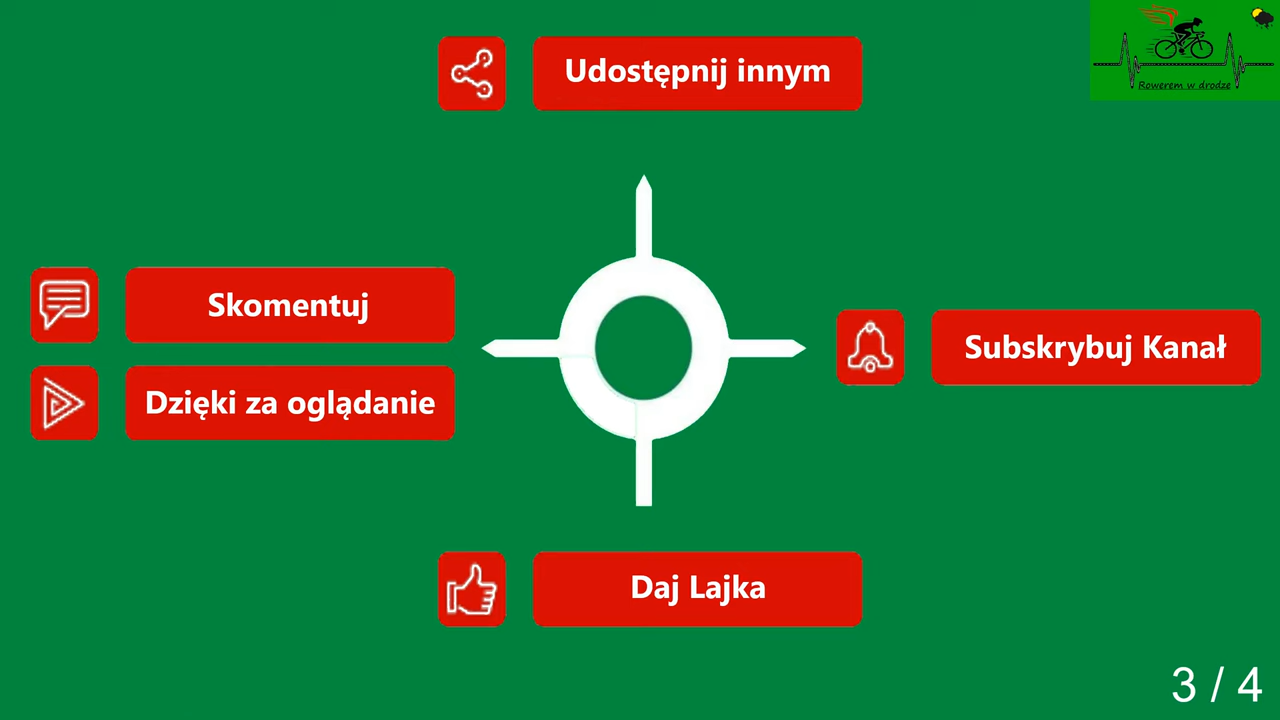 Udostępnij innym
Rowerem w drodze
Skomentuj
Dzięki za oglądanie
Subskrybuj Kanał
Daj Lajka
3 / 4